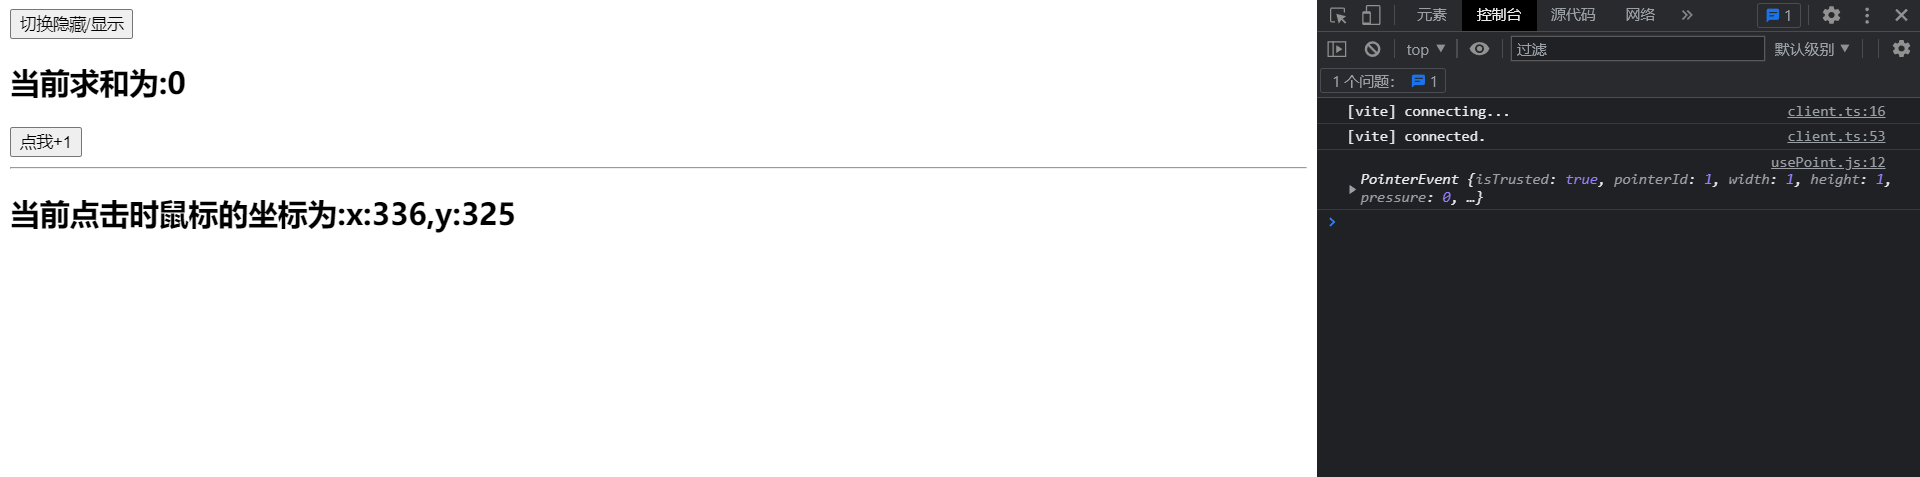 切换隐藏/显示
当前求和为:0
点我+1
当前点击时鼠标的坐标为:x:336,y:325
元素 控制台 源代码 网络 » 1
top ▼ 过滤 默认级别 ▼
1 个问题: 1
[vite] connecting... client.ts:16
[vite] connected. client.ts:53
usePoint.js:12
PointerEvent {isTrusted: true, pointerId: 1, width: 1, height: 1,
pressure: 0, …}